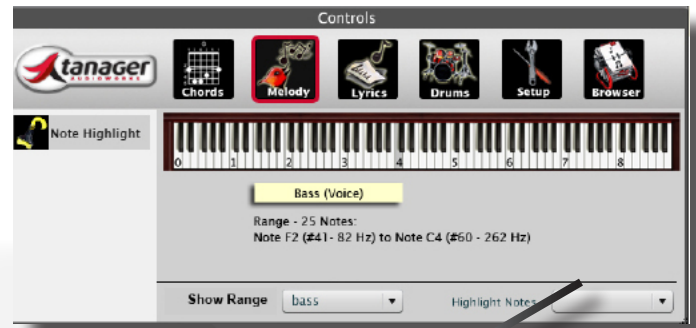 Controls
tanager
AUDIOWORKS
Chords Melody Lyrics Drums Setup Browser
Note Highlight
0 1 2 3 4 5 6 7 8
Bass (Voice)
Range - 25 Notes:
Note F2 (#41- 82 Hz) to Note C4 (#60 - 262 Hz)
Show Range bass Highlight Notes